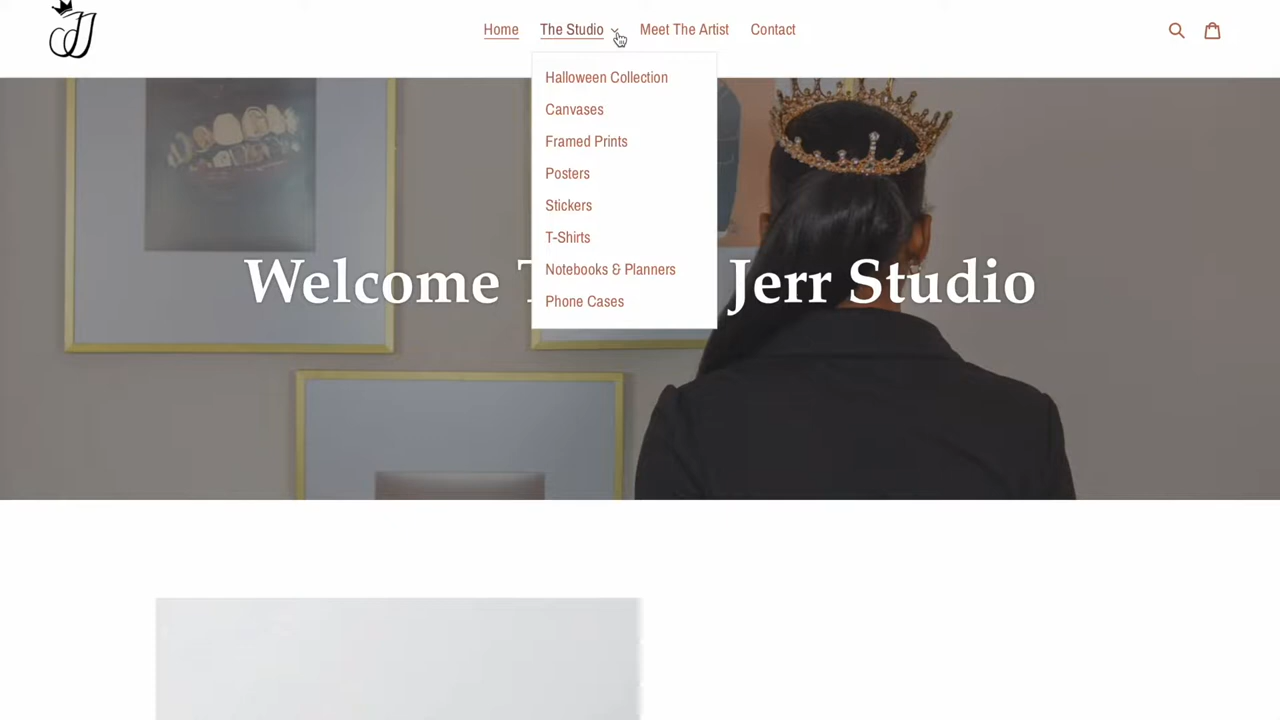 JJ
Home The Studio Meet The Artist Contact
Halloween Collection
Canvases
Framed Prints
Posters
Stickers
T-Shirts
Notebooks & Planners
Phone Cases
Welcome T Jerr Studio